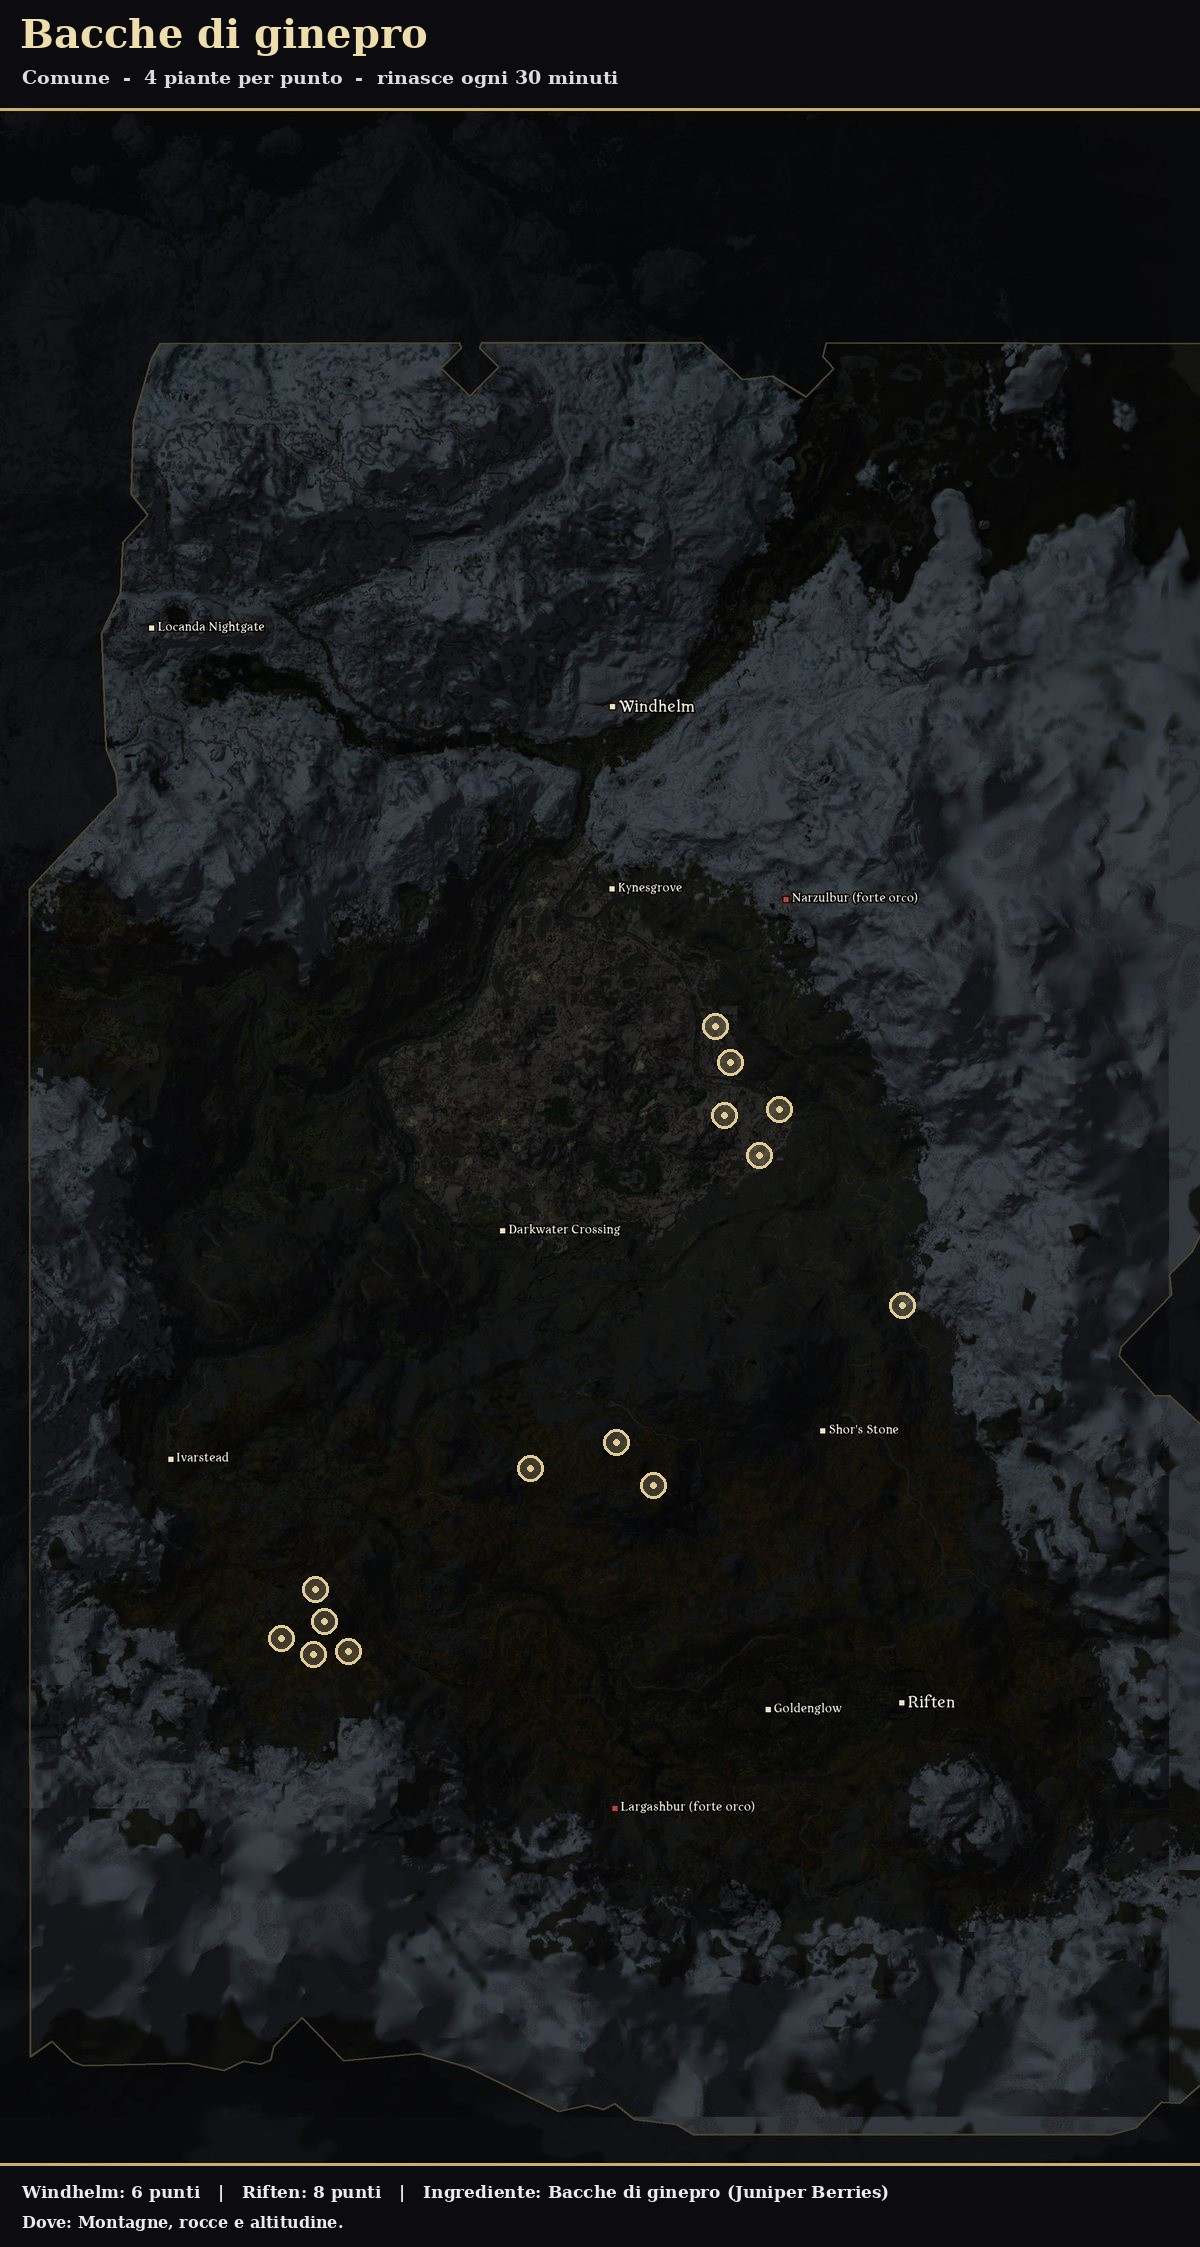 Bacche di ginepro
Comune - 4 piante per punto - rinasce ogni 30 minuti
Locanda Nightgate
Windhelm
Kynesgrove
Narzulbur (forte orco)
Darkwater Crossing
Shor's Stone
Ivarstead
Riften
Goldenglow
Largashbur (forte orco)
Windhelm: 6 punti | Riften: 8 punti | Ingrediente: Bacche di ginepro (Juniper Berries)
Dove: Montagne, rocce e altitudine.